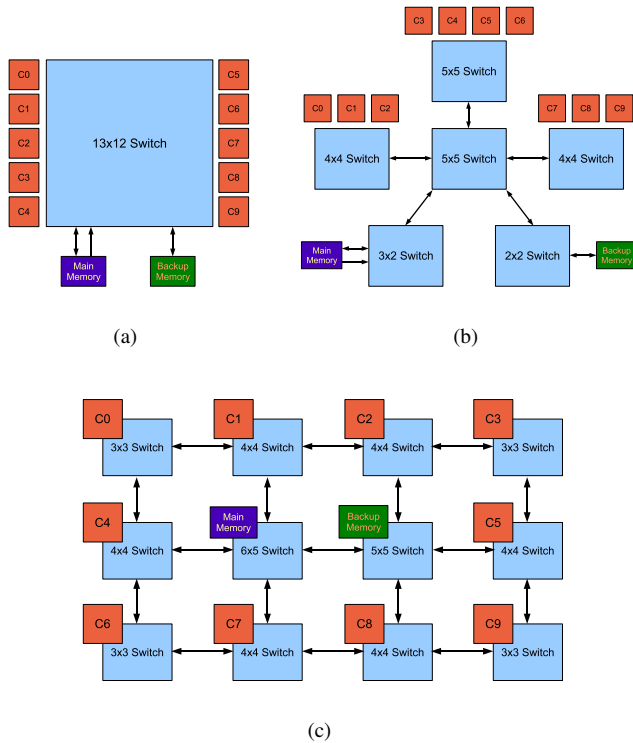 C0
C1
C2
C3
C4
13x12 Switch
C5
C6
C7
C8
C9
Main
Memory
Backup
Memory
(a)
C3 C4 C5 C6
5x5 Switch
C0 C1 C2
C7 C8 C9
4x4 Switch
5x5 Switch
4x4 Switch
Main
Memory
3x2 Switch
2x2 Switch
Backup
Memory
(b)
C0 C1 C2 C3
3x3 Switch 4x4 Switch 4x4 Switch 3x3 Switch
C4
Main
Memory
Backup
Memory
C5
4x4 Switch 6x5 Switch 5x5 Switch 4x4 Switch
C6 C7 C8 C9
3x3 Switch 4x4 Switch 4x4 Switch 3x3 Switch
(c)